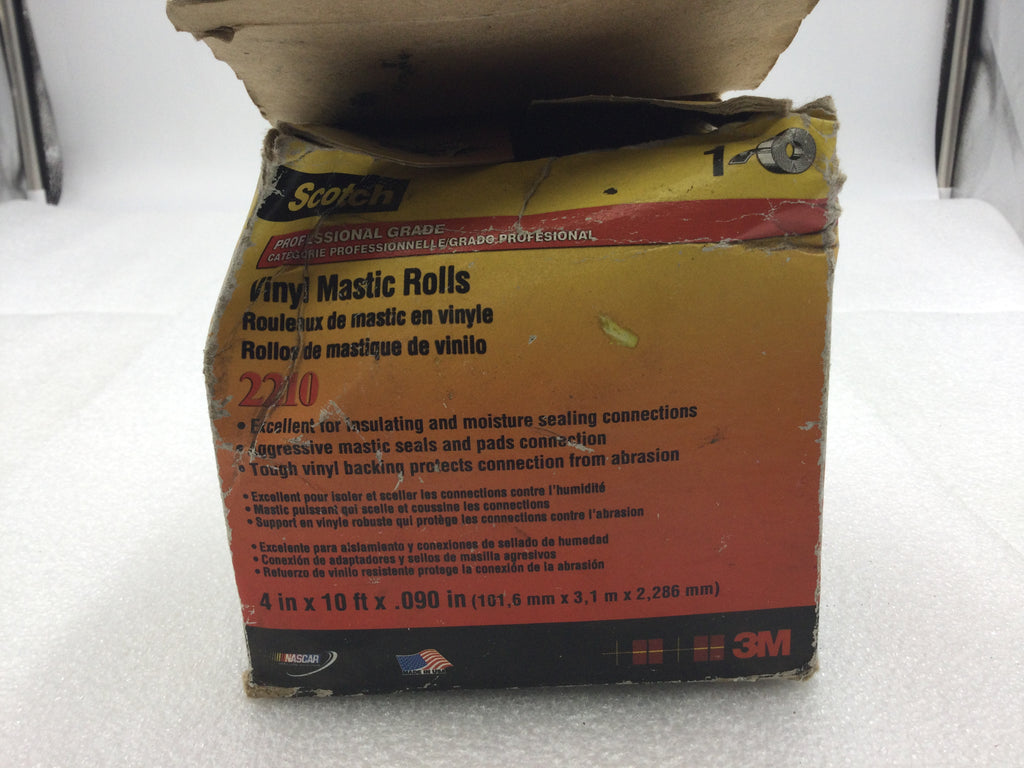 1
Scotch
PROFESSIONAL GRADE
CATÉGORIE PROFESSIONNELLE/GRADO PROFESIONAL
Vinyl Mastic Rolls
Rouleaux de mastic en vinyle
Rollos de mastique de vinilo
2210
• Excellent for insulating and moisture sealing connections
• Aggressive mastic seals and pads connection
• Tough vinyl backing protects connection from abrasion
• Excellent pour isoler et sceller les connections contre l'humidité
• Mastic puissant qui scelle et coussine les connections
• Support en vinyle robuste qui protège les connections contre l'abrasion
• Excelente para aislamiento y conexiones de sellado de humedad
• Conexión de adaptadores y sellos de masilla agresivos
• Refuerzo de vinilo resistente protege la conexión de la abrasión
4 in x 10 ft x .090 in (101,6 mm x 3,1 m x 2,286 mm)
NASCAR
MADE IN USA
3M